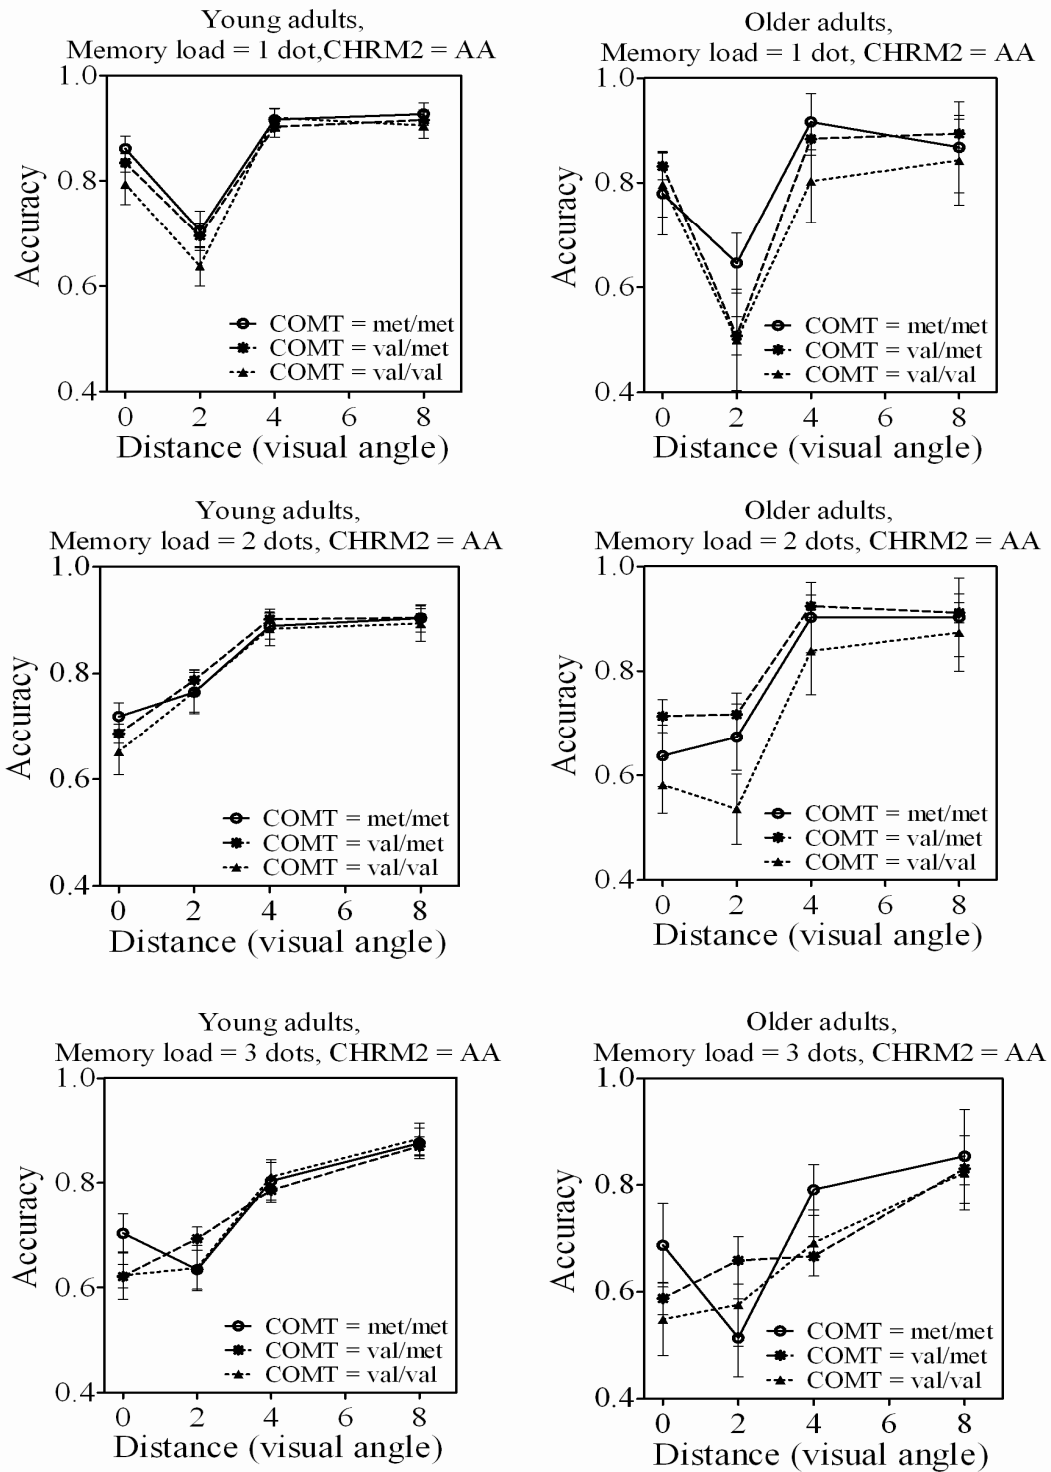 Young adults,
Memory load = 1 dot,CHRM2 = AA
1.0
0.8
0.6
0.4
Accuracy
COMT = met/met
COMT = val/met
COMT = val/val
0 2 4 6 8
Distance (visual angle)
Older adults,
Memory load = 1 dot, CHRM2 = AA
1.0
0.8
0.6
0.4
Accuracy
COMT = met/met
COMT = val/met
COMT = val/val
0 2 4 6 8
Distance (visual angle)
Young adults,
Memory load = 2 dots, CHRM2 = AA
1.0
0.8
0.6
0.4
Accuracy
COMT = met/met
COMT = val/met
COMT = val/val
0 2 4 6 8
Distance (visual angle)
Older adults,
Memory load = 2 dots, CHRM2 = AA
1.0
0.8
0.6
0.4
Accuracy
COMT = met/met
COMT = val/met
COMT = val/val
0 2 4 6 8
Distance (visual angle)
Young adults,
Memory load = 3 dots, CHRM2 = AA
1.0
0.8
0.6
0.4
Accuracy
COMT = met/met
COMT = val/met
COMT = val/val
0 2 4 6 8
Distance (visual angle)
Older adults,
Memory load = 3 dots, CHRM2 = AA
1.0
0.8
0.6
0.4
Accuracy
COMT = met/met
COMT = val/met
COMT = val/val
0 2 4 6 8
Distance (visual angle)